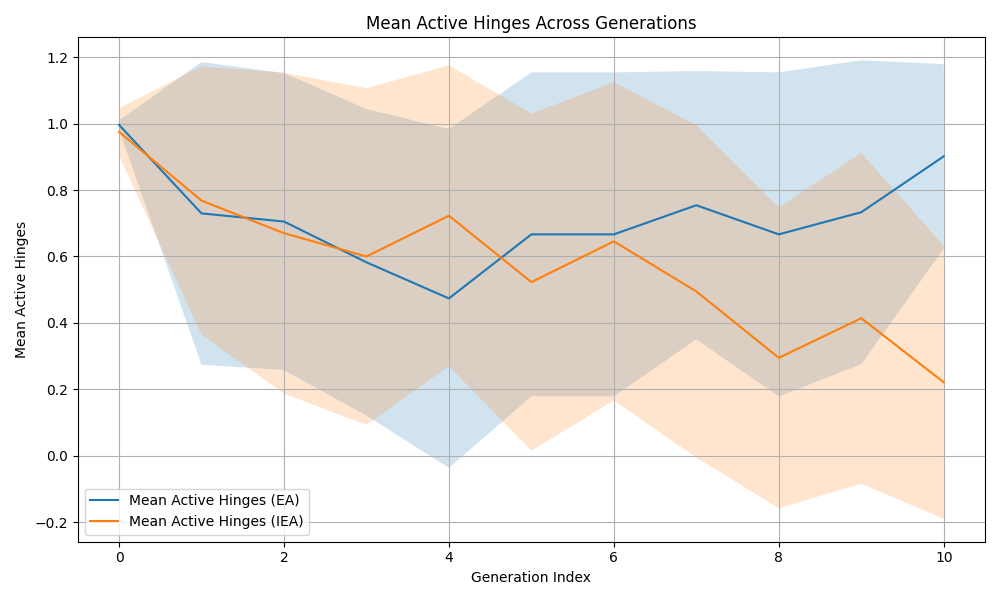 Mean Active Hinges Across Generations
Mean Active Hinges
1.2
1.0
0.8
0.6
0.4
0.2
0.0
−0.2
Mean Active Hinges (EA)
Mean Active Hinges (IEA)
0 2 4 6 8 10
Generation Index